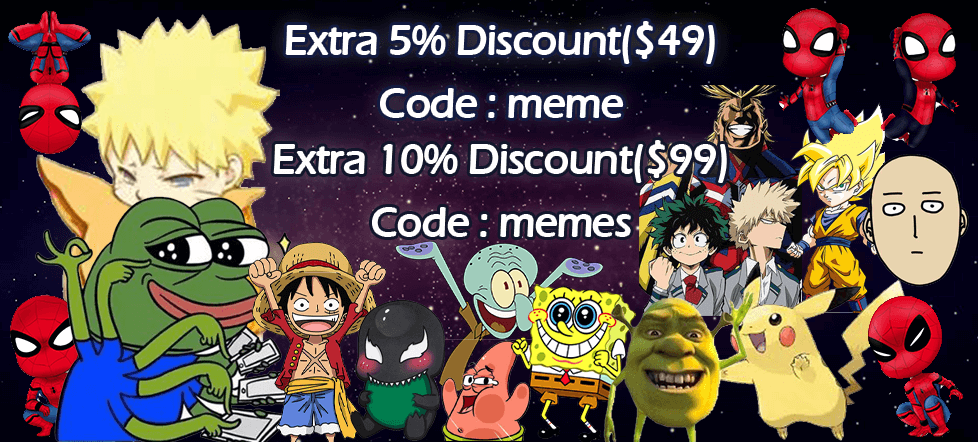 Extra 5% Discount($49)
Code : meme
Extra 10% Discount($99)
Code : memes